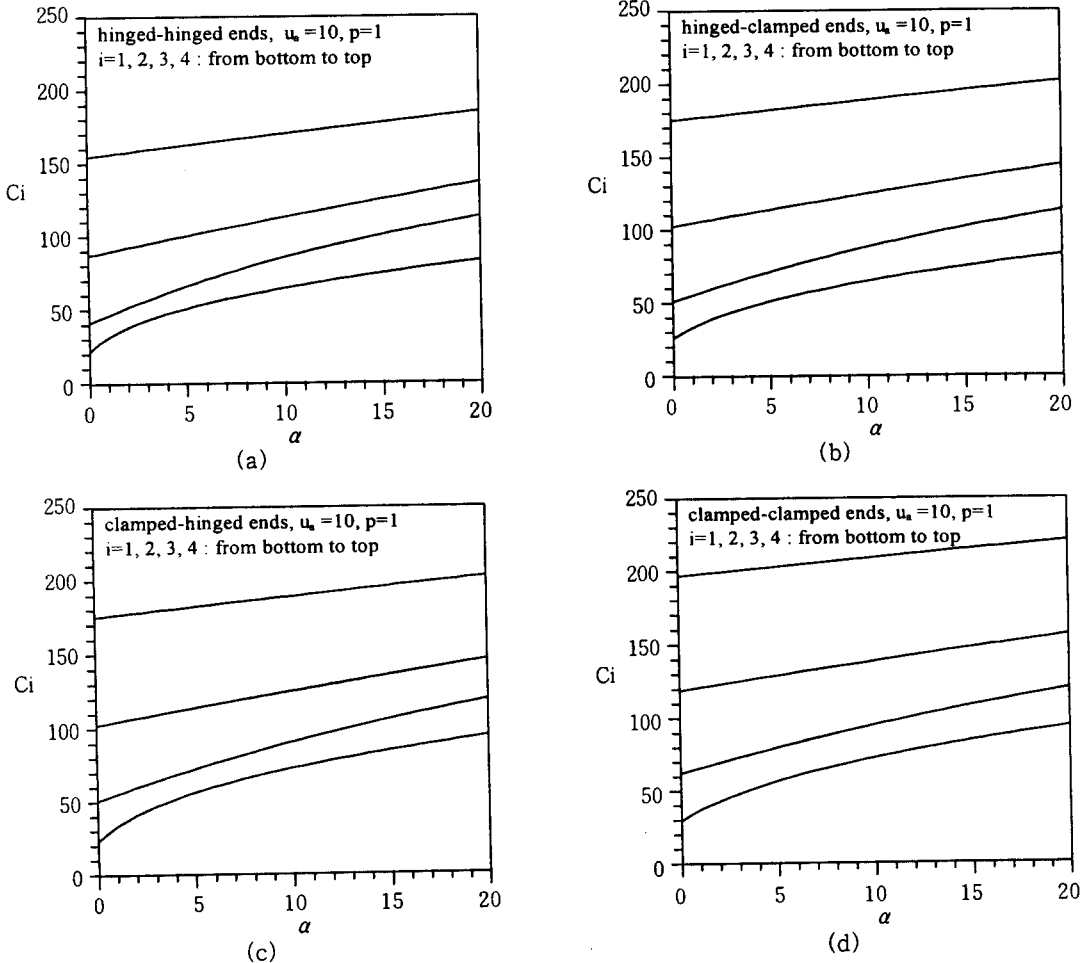 250
hinged-hinged ends, uₐ =10, p=1
i=1, 2, 3, 4 : from bottom to top
200
150
Ci
100
50
0
0 5 10 15 20
α
(a)
250
hinged-clamped ends, uₐ =10, p=1
i=1, 2, 3, 4 : from bottom to top
200
150
Ci
100
50
0
0 5 10 15 20
α
(b)
250
clamped-hinged ends, uₐ =10, p=1
i=1, 2, 3, 4 : from bottom to top
200
150
Ci
100
50
0
0 5 10 15 20
α
(c)
250
clamped-clamped ends, uₐ =10, p=1
i=1, 2, 3, 4 : from bottom to top
200
150
Ci
100
50
0
0 5 10 15 20
α
(d)